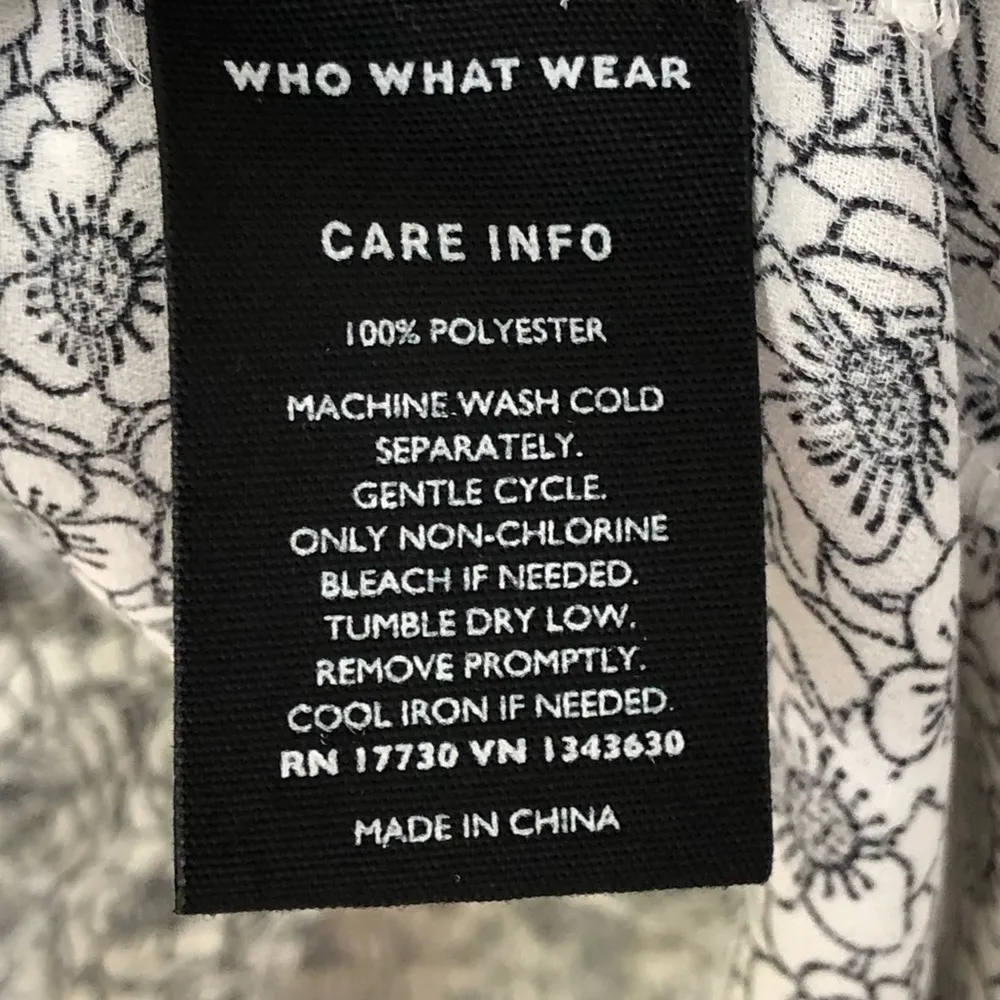 WHO WHAT WEAR
CARE INFO
100% POLYESTER
MACHINE WASH COLD
SEPARATELY.
GENTLE CYCLE.
ONLY NON-CHLORINE
BLEACH IF NEEDED.
TUMBLE DRY LOW.
REMOVE PROMPTLY.
COOL IRON IF NEEDED.
RN 17730 VN 1343630
MADE IN CHINA